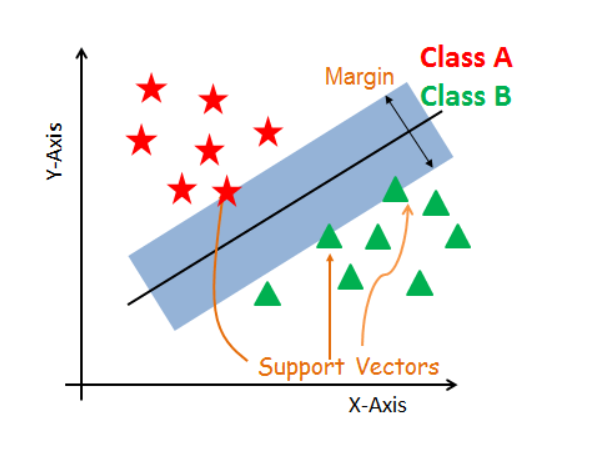 Class A
Margin
Class B
Y-Axis
Support Vectors
X-Axis